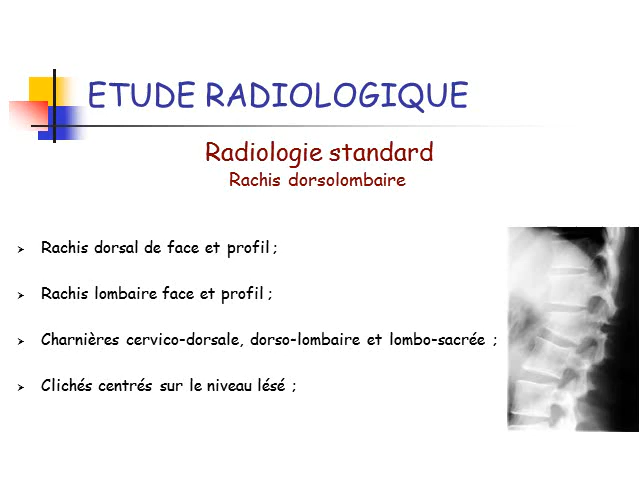 ETUDE RADIOLOGIQUE
Radiologie standard
Rachis dorsolombaire
Rachis dorsal de face et profil ;
Rachis lombaire face et profil ;
Charnières cervico-dorsale, dorso-lombaire et lombo-sacrée ;
Clichés centrés sur le niveau lésé ;